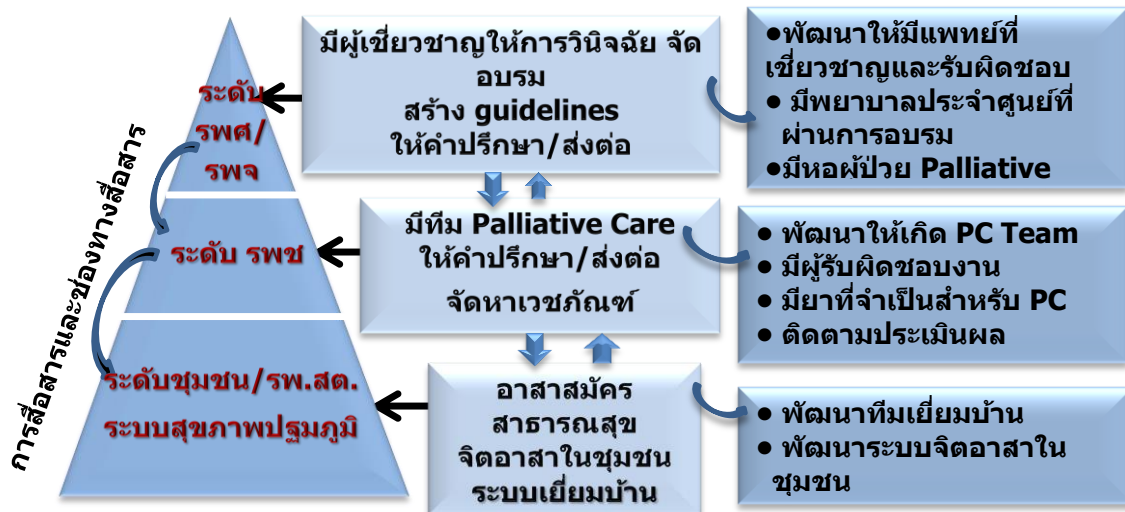 การสื่อสารและช่องทางสื่อสาร
ระดับ
รพศ/
รพจ
มีผู้เชี่ยวชาญให้การวินิจฉัย จัด
อบรม
สร้าง guidelines
ให้คำปรึกษา/ส่งต่อ
●พัฒนาให้มีแพทย์ที่
เชี่ยวชาญและรับผิดชอบ
● มีพยาบาลประจำศูนย์ที่
ผ่านการอบรม
●มีหอผู้ป่วย Palliative
ระดับ รพช
มีทีม Palliative Care
ให้คำปรึกษา/ส่งต่อ
จัดหาเวชภัณฑ์
● พัฒนาให้เกิด PC Team
● มีผู้รับผิดชอบงาน
● มียาที่จำเป็นสำหรับ PC
● ติดตามประเมินผล
ระดับชุมชน/รพ.สต.
ระบบสุขภาพปฐมภูมิ
อาสาสมัคร
สาธารณสุข
จิตอาสาในชุมชน
ระบบเยี่ยมบ้าน
● พัฒนาทีมเยี่ยมบ้าน
● พัฒนาระบบจิตอาสาใน
ชุมชน